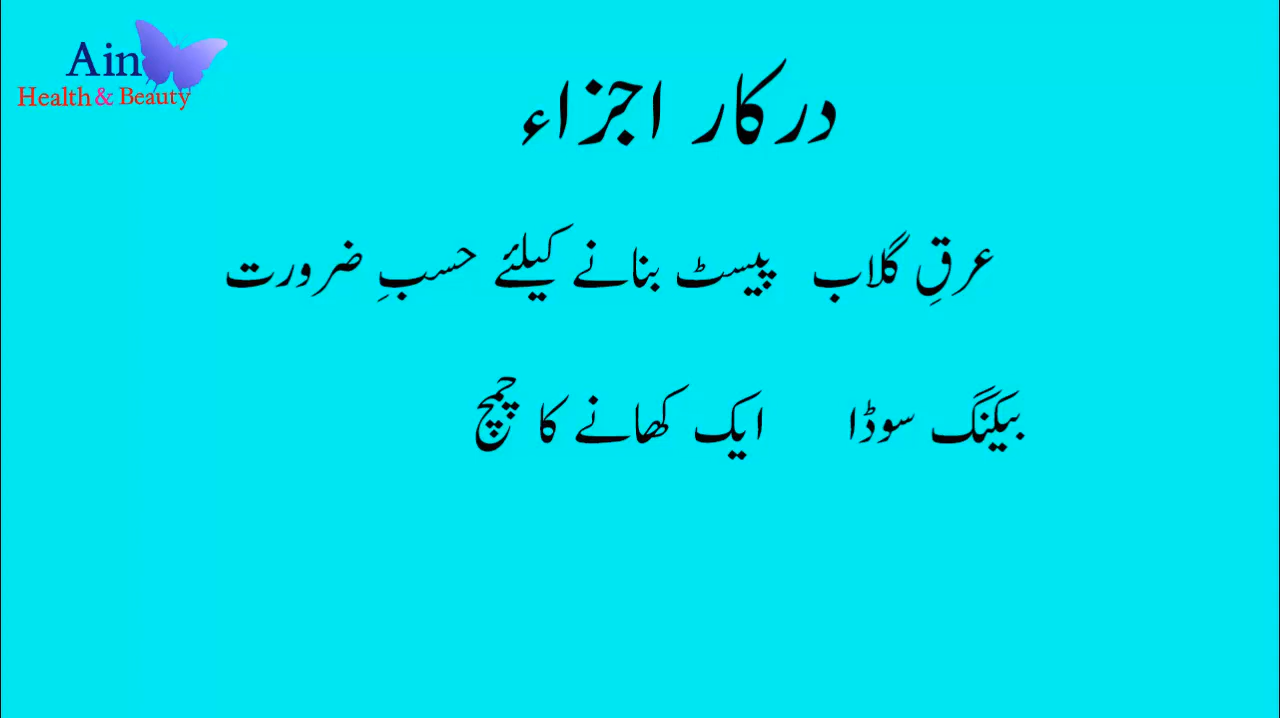 Ain
Health & Beauty
درکار اجزاء
عرقِ گلاب پیسٹ بنانے کیلئے حسبِ ضرورت
بیکنگ سوڈا ایک کھانے کا چمچ